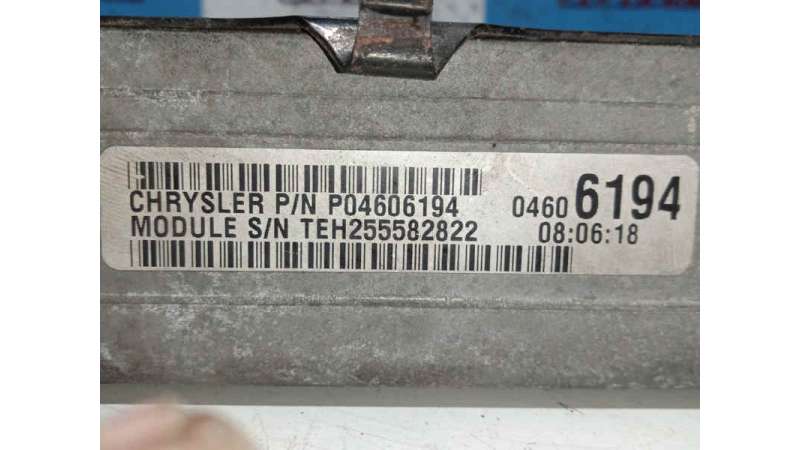 CHRYSLER P/N P04606194 0460 6194
MODULE S/N TEH255582822 08:06:18